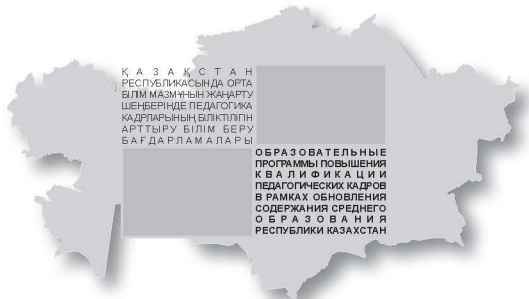 ҚАЗАҚСТАН
РЕСПУБЛИКАСЫНДА ОРТА
БІЛІМ МАЗМҰНЫН ЖАҢАРТУ
ШЕҢБЕРІНДЕ ПЕДАГОГИКА
КАДРЛАРЫНЫҢ БІЛІКТІЛІГІН
АРТТЫРУ БІЛІМ БЕРУ
БАҒДАРЛАМАЛАРЫ
ОБРАЗОВАТЕЛЬНЫЕ
ПРОГРАММЫ ПОВЫШЕНИЯ
КВАЛИФИКАЦИИ
ПЕДАГОГИЧЕСКИХ КАДРОВ
В РАМКАХ ОБНОВЛЕНИЯ
СОДЕРЖАНИЯ СРЕДНЕГО
ОБРАЗОВАНИЯ
РЕСПУБЛИКИ КАЗАХСТАН